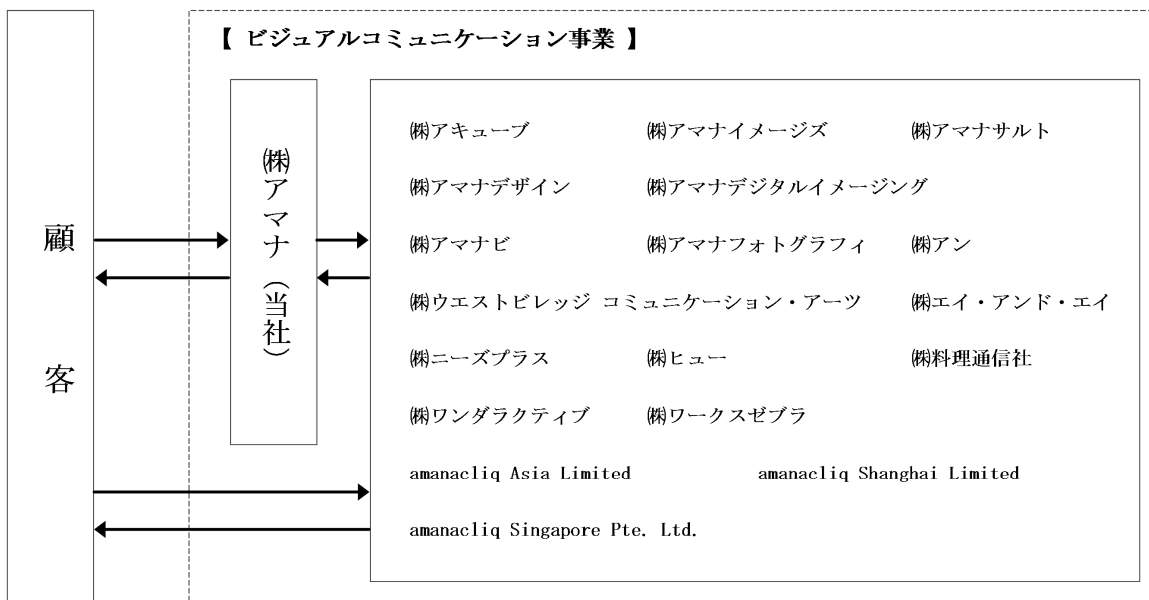 【 ビジュアルコミュニケーション事業 】
顧客
㈱アマナ(当社)
㈱アキューブ ㈱アマナイメージズ ㈱アマナサルト
㈱アマナデザイン ㈱アマナデジタルイメージング
㈱アマナビ ㈱アマナフォトグラフィ ㈱アン
㈱ウエストビレッジ コミュニケーション・アーツ ㈱エイ・アンド・エイ
㈱ニーズプラス ㈱ヒュー ㈱料理通信社
㈱ワンダラクティブ ㈱ワークスゼブラ
amanacliq Asia Limited amanacliq Shanghai Limited
amanacliq Singapore Pte. Ltd.